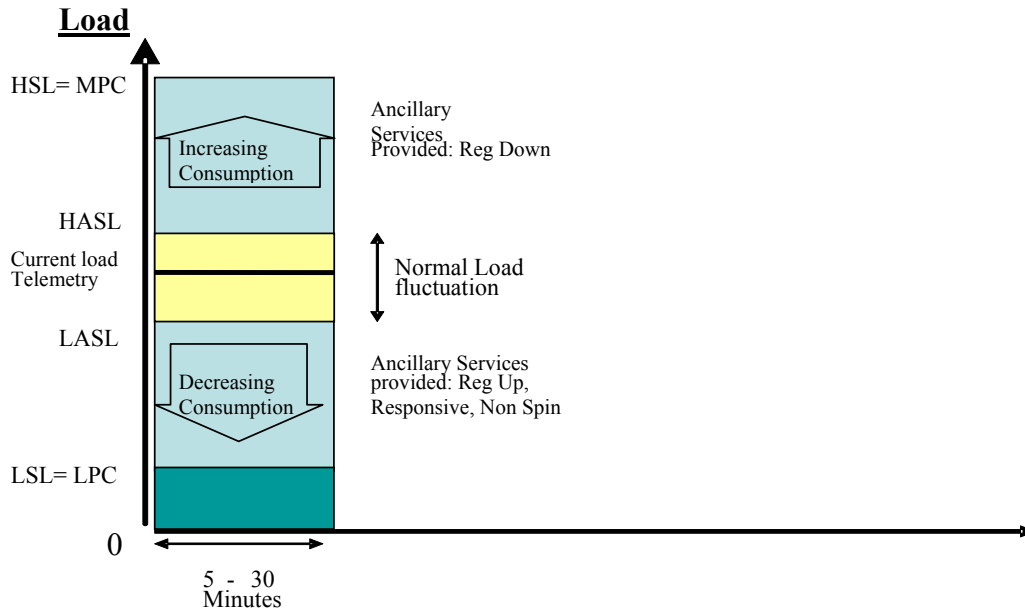 Load
HSL= MPC
Ancillary
Services
Provided: Reg Down
Increasing
Consumption
HASL
Current load
Telemetry
Normal Load
fluctuation
LASL
Ancillary Services
provided: Reg Up,
Responsive, Non Spin
Decreasing
Consumption
LSL= LPC
0
5 - 30
Minutes